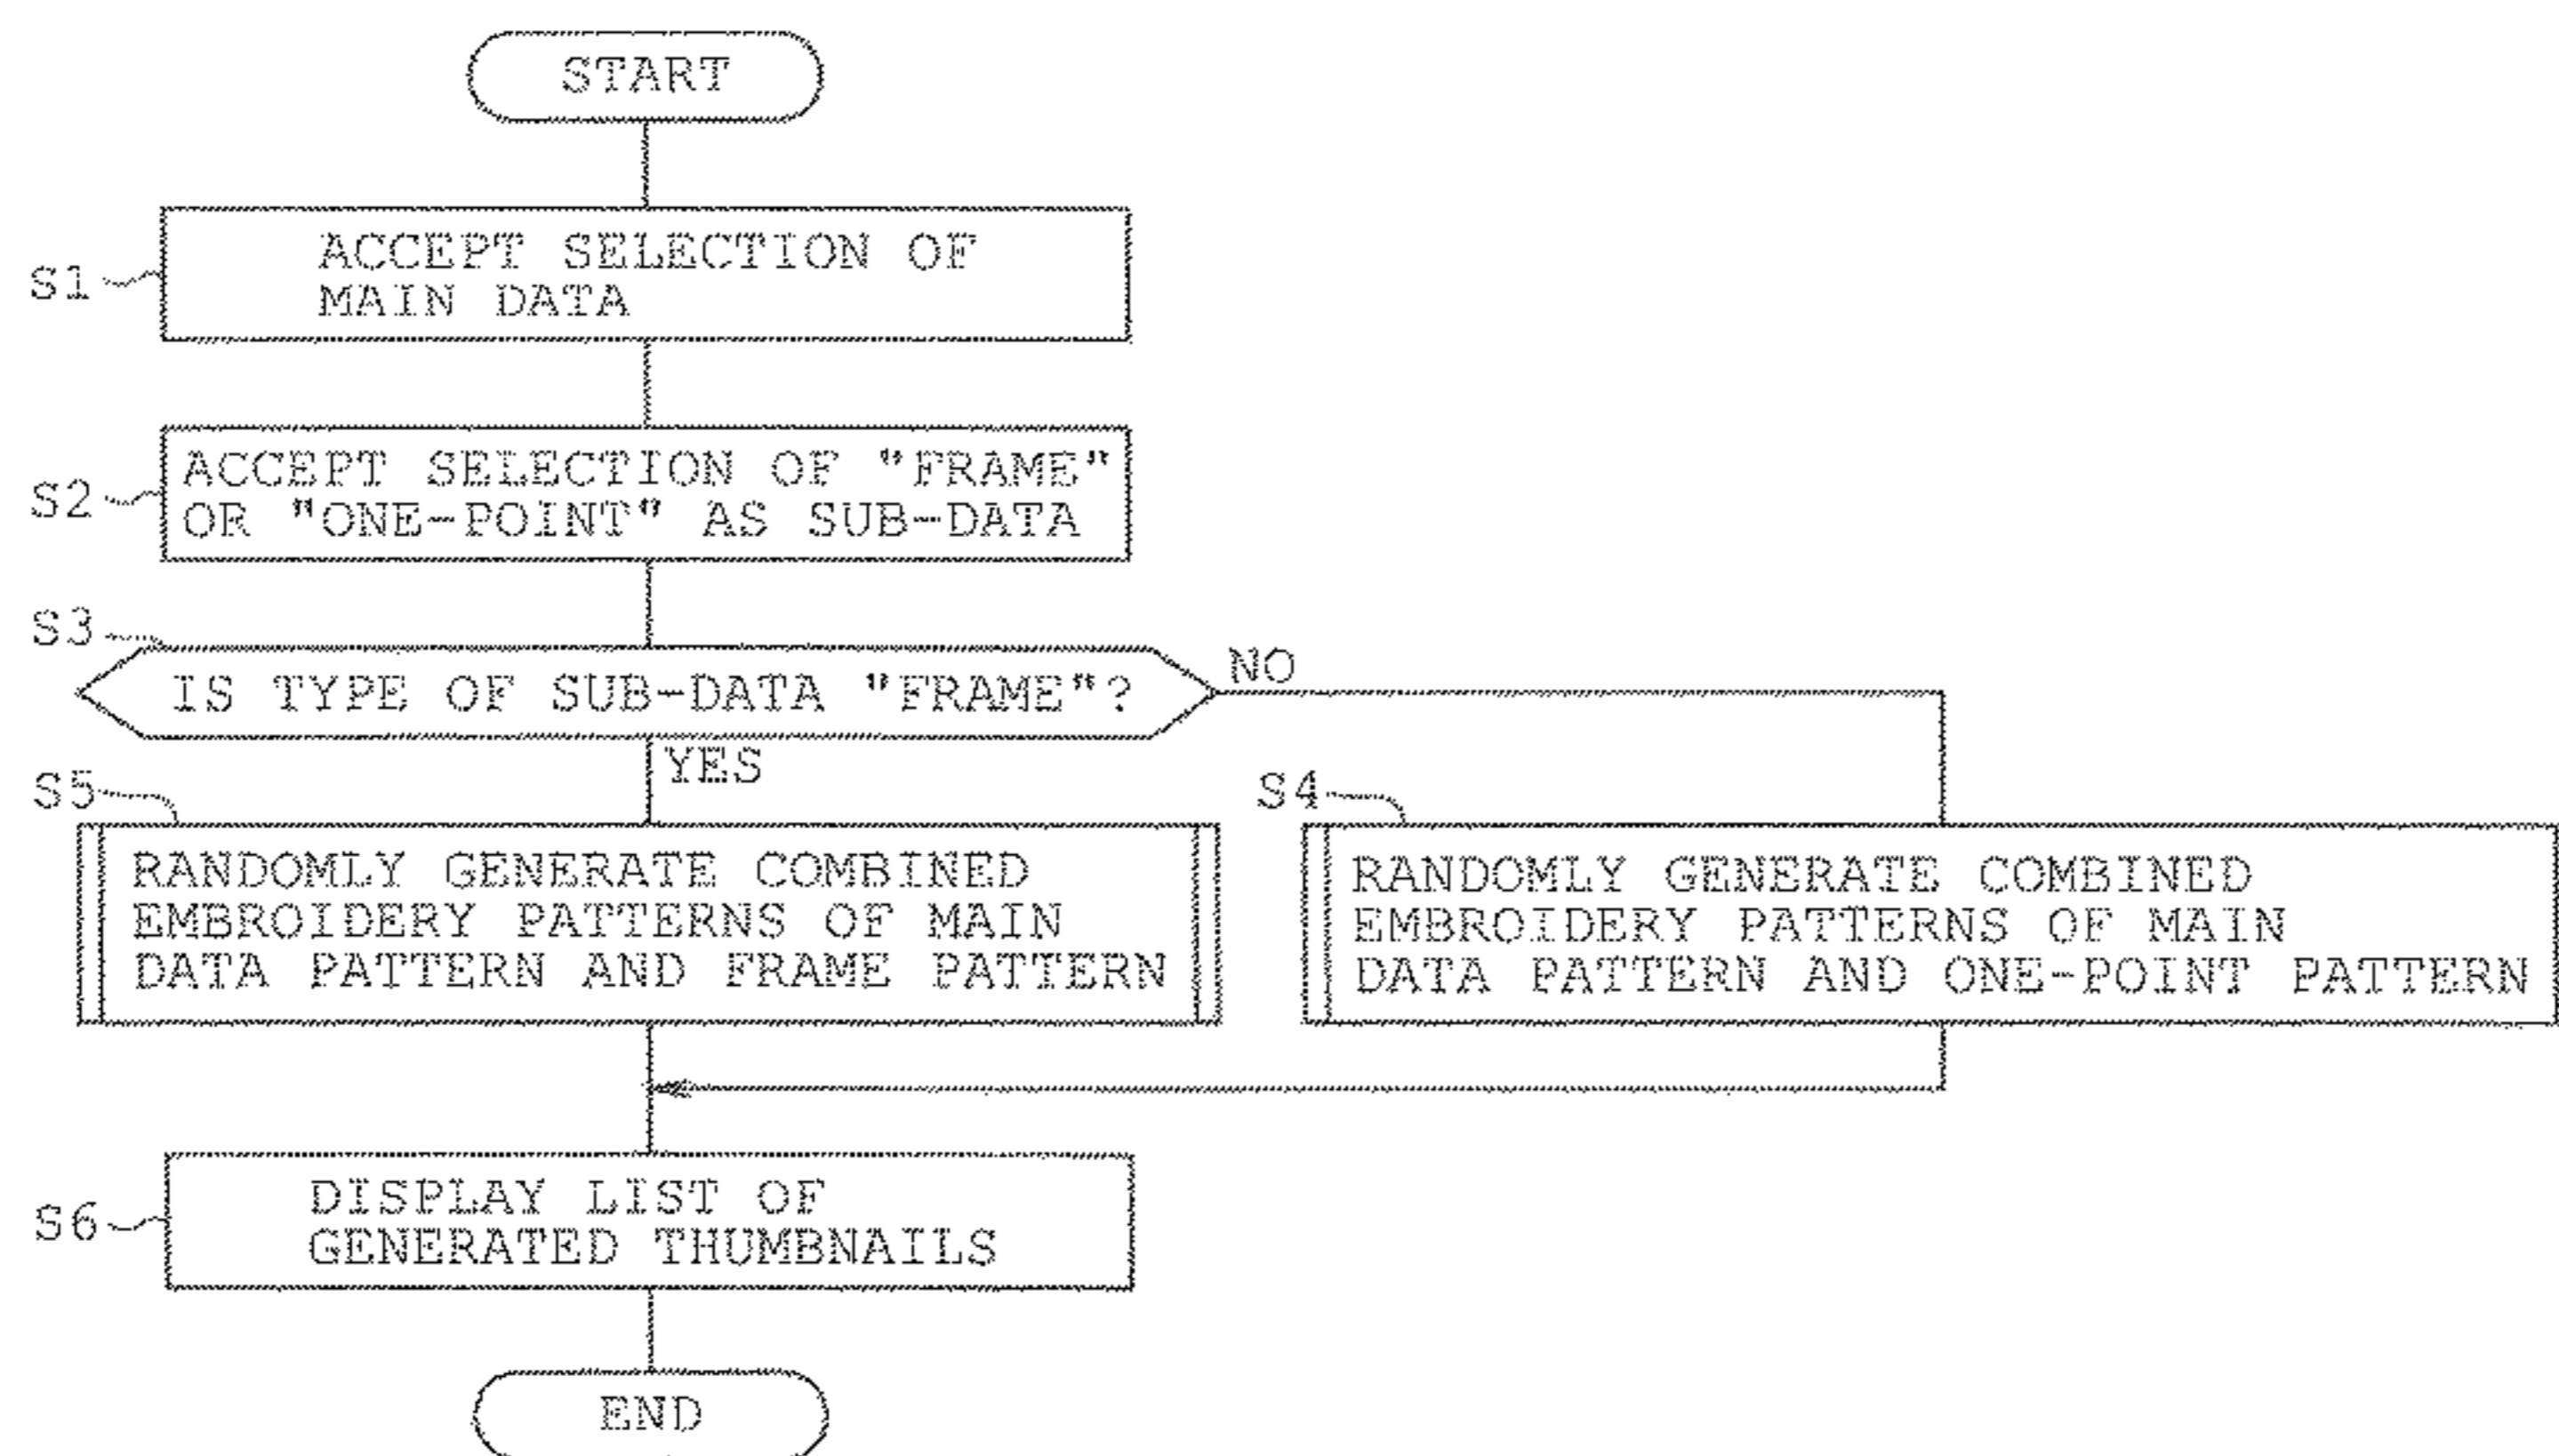 START
S1
ACCEPT SELECTION OF
MAIN DATA
S2
ACCEPT SELECTION OF "FRAME"
OR "ONE-POINT" AS SUB-DATA
S3
IS TYPE OF SUB-DATA "FRAME"?
NO
YES
S5
RANDOMLY GENERATE COMBINED
EMBROIDERY PATTERNS OF MAIN
DATA PATTERN AND FRAME PATTERN
S4
RANDOMLY GENERATE COMBINED
EMBROIDERY PATTERNS OF MAIN
DATA PATTERN AND ONE-POINT PATTERN
S6
DISPLAY LIST OF
GENERATED THUMBNAILS
END